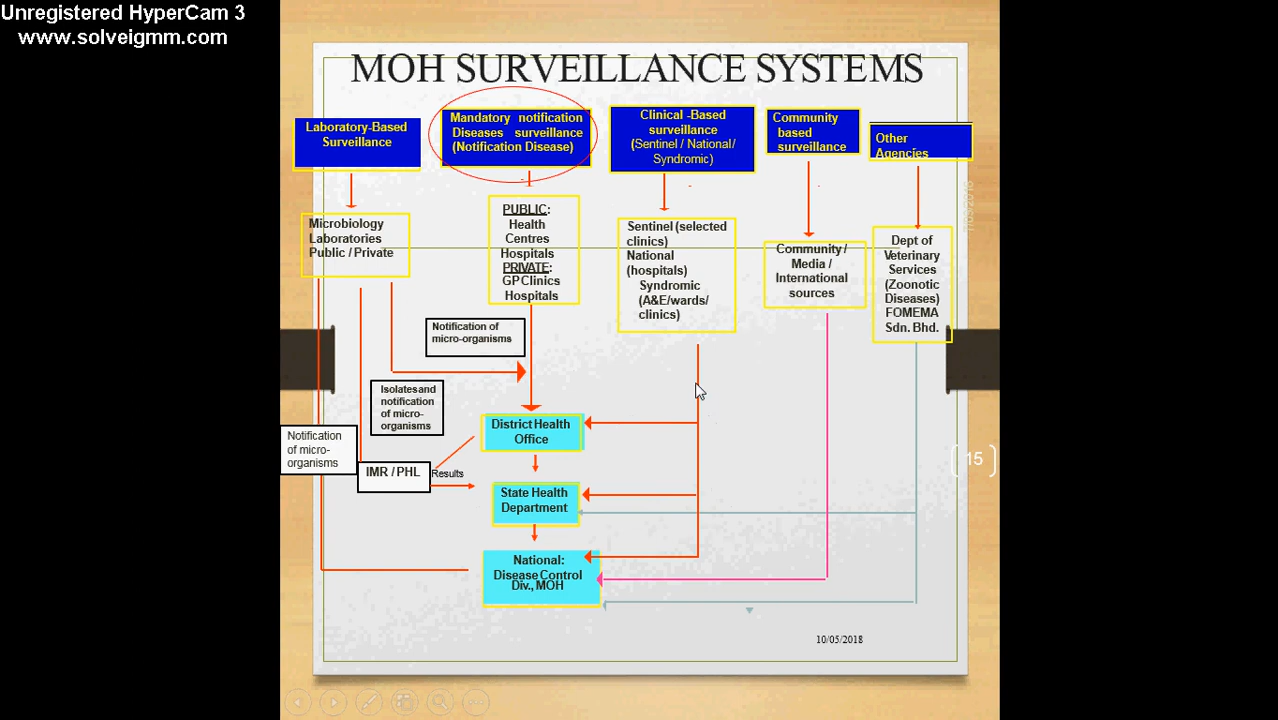 Unregistered HyperCam 3
www.solveigmm.com
MOH SURVEILLANCE SYSTEMS
Laboratory-Based
Surveillance
Mandatory notification
Diseases surveillance
(Notification Disease)
Clinical -Based
surveillance
(Sentinel / National/
Syndromic)
Community
based
surveillance
Other
Agencies
Microbiology
Laboratories
Public / Private
PUBLIC:
Health
Centres
Hospitals
PRIVATE:
GP Clinics
Hospitals
Sentinel (selected
clinics)
National
(hospitals)
Syndromic
(A&E/wards/
clinics)
Community /
Media /
International
sources
Dept of
Veterinary
Services
(Zoonotic
Diseases)
FOMEMA
Sdn. Bhd.
Notification of
micro-organisms
Isolates and
notification
of micro-
organisms
Notification
of micro-
organisms
IMR / PHL
Results
District Health
Office
State Health
Department
National:
Disease Control
Div., MOH
15
10/05/2018